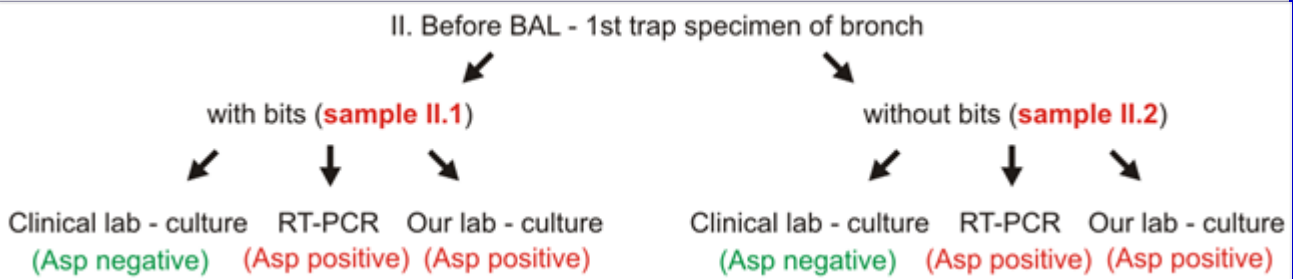 II. Before BAL - 1st trap specimen of bronch
with bits (sample II.1) without bits (sample II.2)
Clinical lab - culture RT-PCR Our lab - culture Clinical lab - culture RT-PCR Our lab - culture
(Asp negative) (Asp positive) (Asp positive) (Asp negative) (Asp positive) (Asp positive)